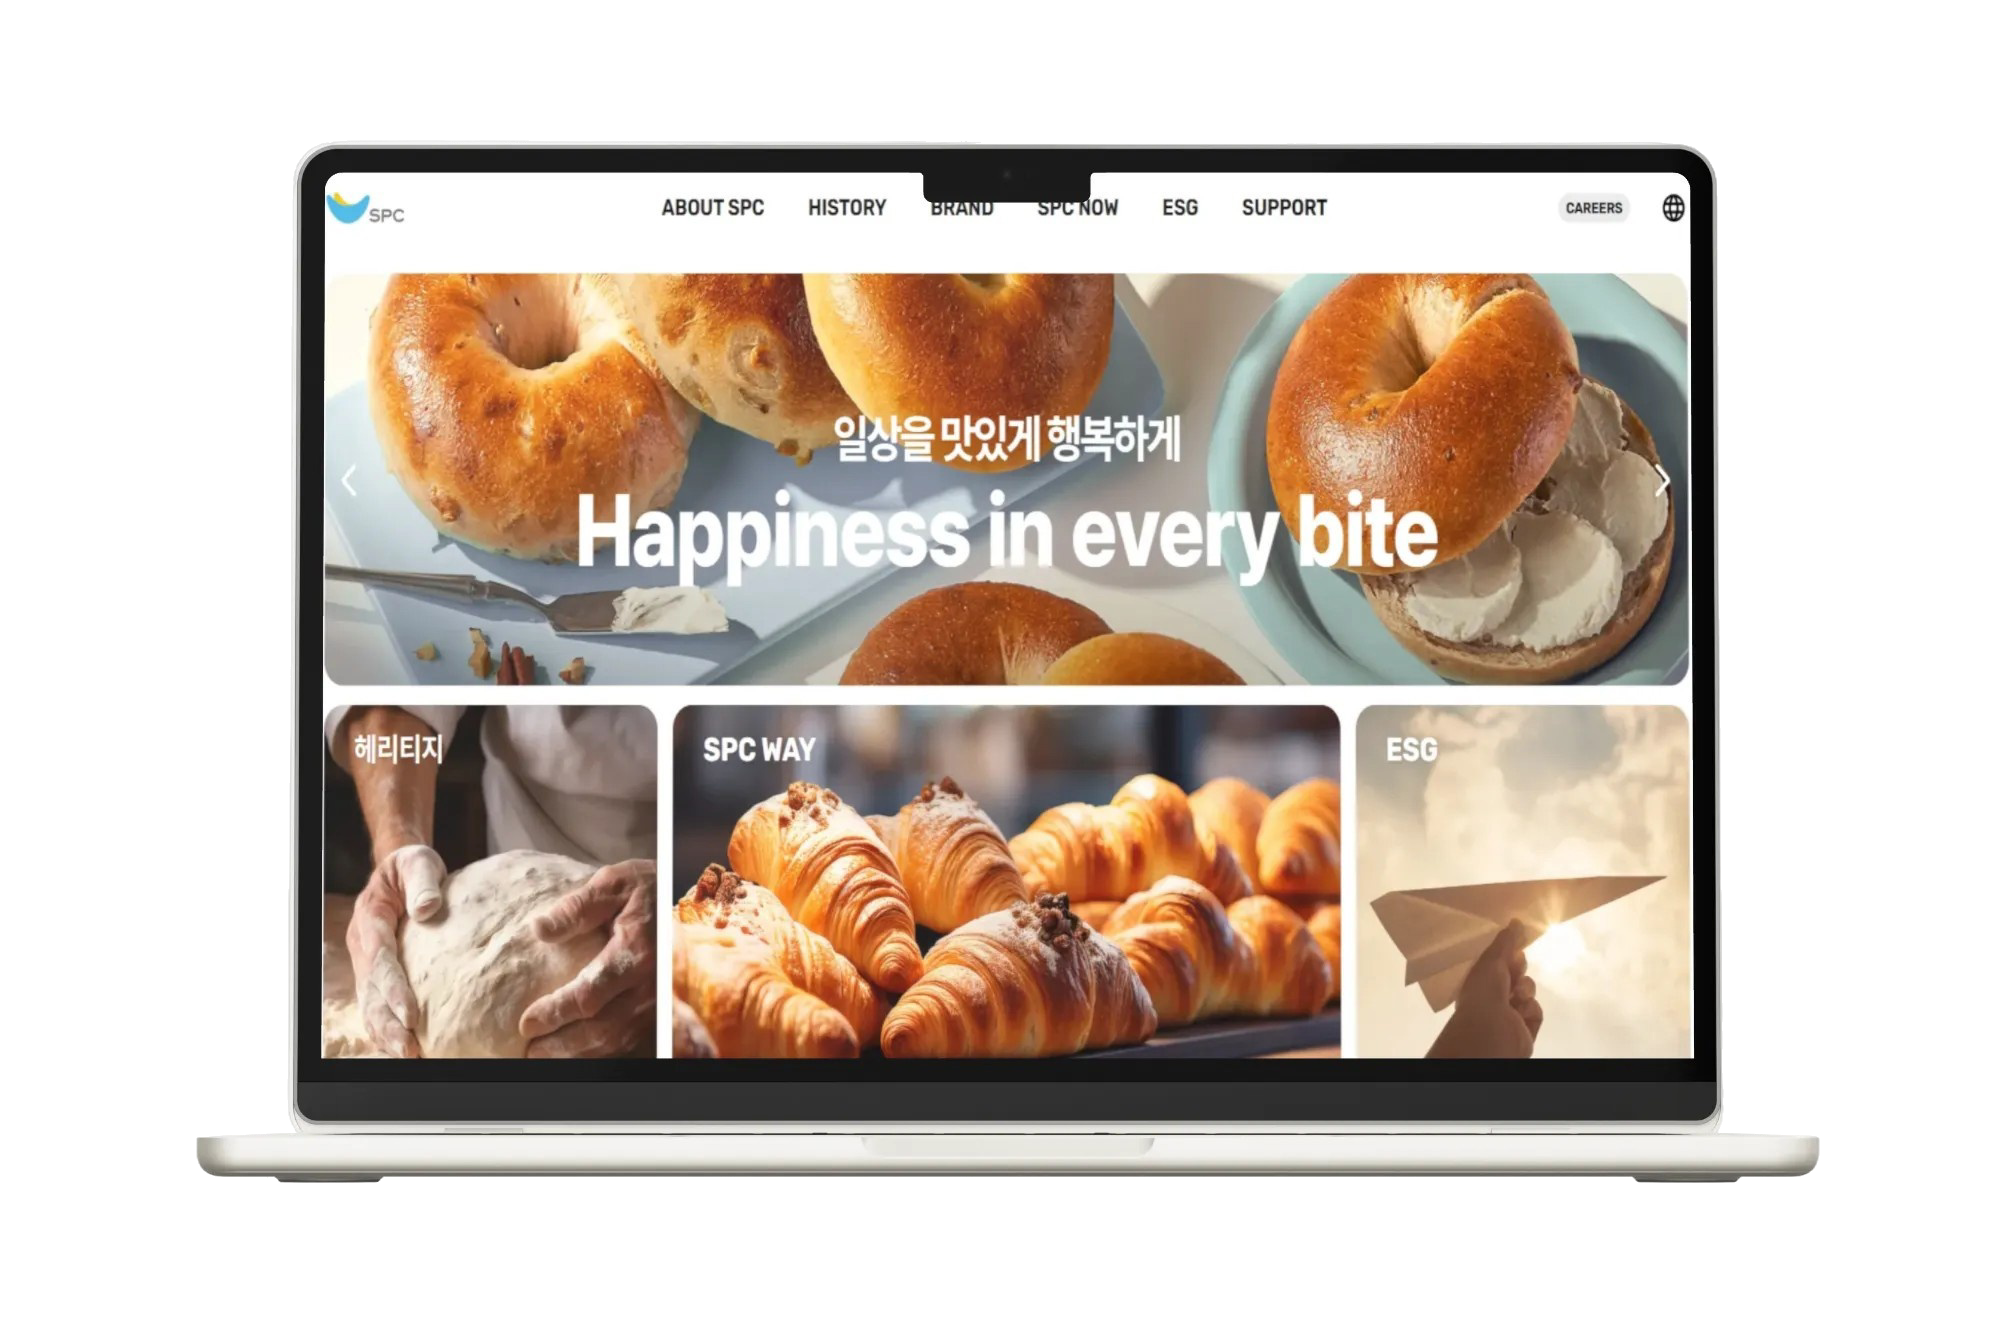 SPC
ABOUT SPC HISTORY BRAND SPC NOW ESG SUPPORT CAREERS
일상을 맛있게 행복하게
Happiness in every bite
헤리티지
SPC WAY
ESG